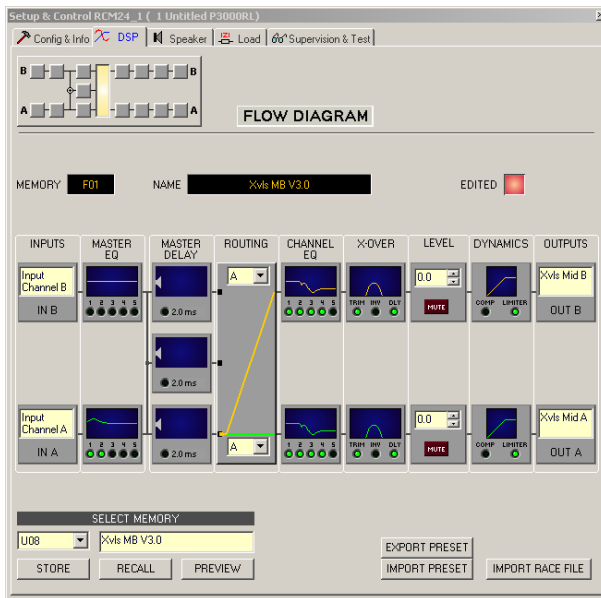 Setup & Control RCM24_1 ( 1 Untitled P3000RL)
Config & Info DSP Speaker Load Supervision & Test
B B
A A
FLOW DIAGRAM
MEMORY F01 NAME Xvls MB V3.0 EDITED
INPUTS MASTER EQ MASTER DELAY ROUTING CHANNEL EQ X-OVER LEVEL DYNAMICS OUTPUTS
Input Channel B A 0.0 Xvls Mid B
1 2 3 4 5 1 2 3 4 5 TRIM INV DLY MUTE COMP LIMITER
IN B 2.0 ms OUT B
2.0 ms
Input Channel A 0.0 Xvls Mid A
1 2 3 4 5 A 1 2 3 4 5 TRIM INV DLY MUTE COMP LIMITER
IN A 2.0 ms OUT A
SELECT MEMORY
U08 Xvls MB V3.0
EXPORT PRESET
STORE RECALL PREVIEW IMPORT PRESET IMPORT RACE FILE